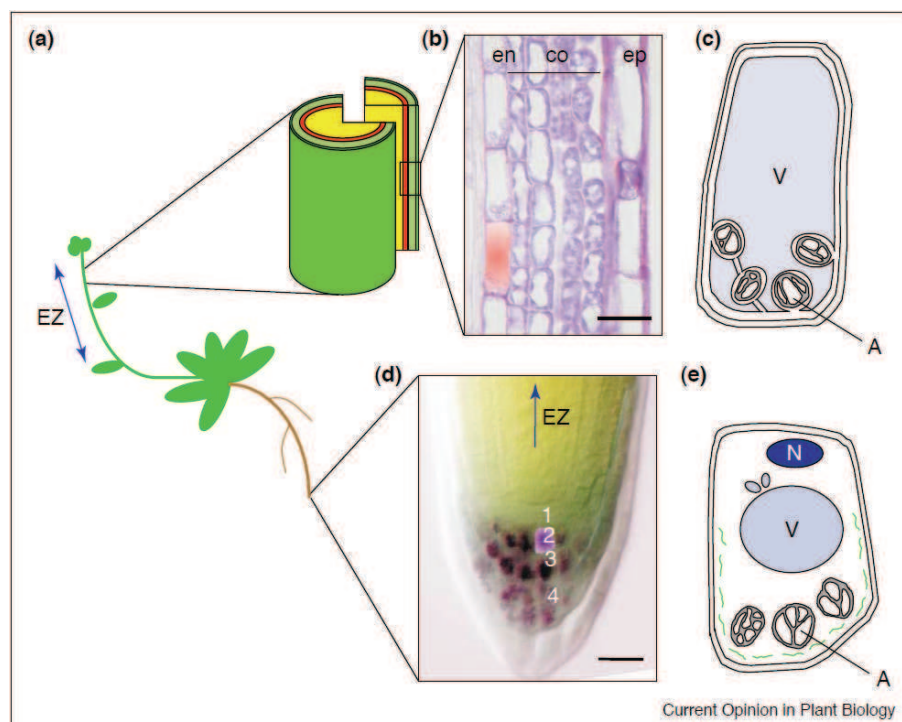 (a)
(b)
en co ep
(c)
V
A
EZ
(d)
EZ
1
2
3
4
(e)
N
V
A
Current Opinion in Plant Biology